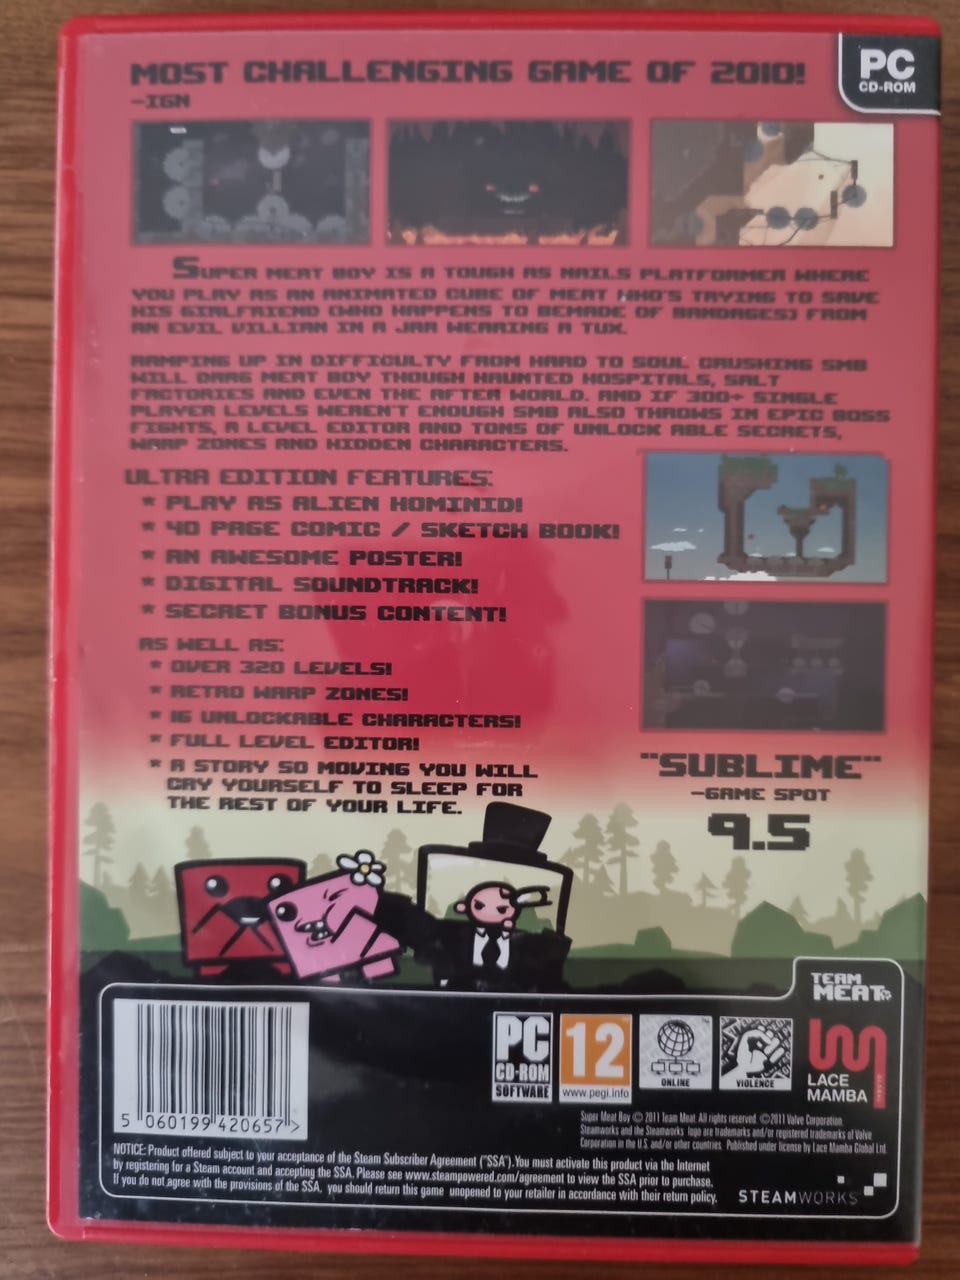 MOST CHALLENGING GAME OF 2010!
-IGN
PC
CD-ROM
SUPER MEAT BOY IS A TOUGH AS NAILS PLATFORMER WHERE
YOU PLAY AS AN ANIMATED CUBE OF MEAT WHO'S TRYING TO SAVE
HIS GIRLFRIEND (WHO HAPPENS TO BEMADE OF BANDAGES) FROM
AN EVIL VILLIAN IN A JAR WEARING A TUX.
RAMPING UP IN DIFFICULTY FROM HARD TO SOUL CRUSHING SMB
WILL DRAG MEAT BOY THOUGH HAUNTED HOSPITALS, SALT
FACTORIES AND EVEN THE AFTER WORLD. AND IF 300+ SINGLE
PLAYER LEVELS WEREN'T ENOUGH SMB ALSO THROWS IN EPIC BOSS
FIGHTS, A LEVEL EDITOR AND TONS OF UNLOCK ABLE SECRETS,
WARP ZONES AND HIDDEN CHARACTERS.
ULTRA EDITION FEATURES:
* PLAY AS ALIEN HOMINID!
* 40 PAGE COMIC / SKETCH BOOK!
* AN AWESOME POSTER!
* DIGITAL SOUNDTRACK!
* SECRET BONUS CONTENT!
AS WELL AS:
* OVER 320 LEVELS!
* RETRO WARP ZONES!
* 16 UNLOCKABLE CHARACTERS!
* FULL LEVEL EDITOR!
* A STORY SO MOVING YOU WILL
CRY YOURSELF TO SLEEP FOR
THE REST OF YOUR LIFE.
"SUBLIME"
-GAME SPOT
9.5
TEAM
MEAT
5 060199 420657 >
PC
CD-ROM
SOFTWARE
12
www.pegi.info
ONLINE
VIOLENCE
LACE
MAMBA
Super Meat Boy © 2011 Team Meat. All rights reserved. ©2011 Valve Corporation.
Steamworks and the Steamworks logo are trademarks and/or registered trademarks of Valve
Corporation in the U.S. and/or other countries. Published under license by Lace Mamba Global Ltd.
NOTICE: Product offered subject to your acceptance of the Steam Subscriber Agreement ("SSA"). You must activate this product via the Internet
by registering for a Steam account and accepting the SSA. Please see www.steampowered.com/agreement to view the SSA prior to purchase.
If you do not agree with the provisions of the SSA, you should return this game unopened to your retailer in accordance with their return policy.
STEAMWORKS